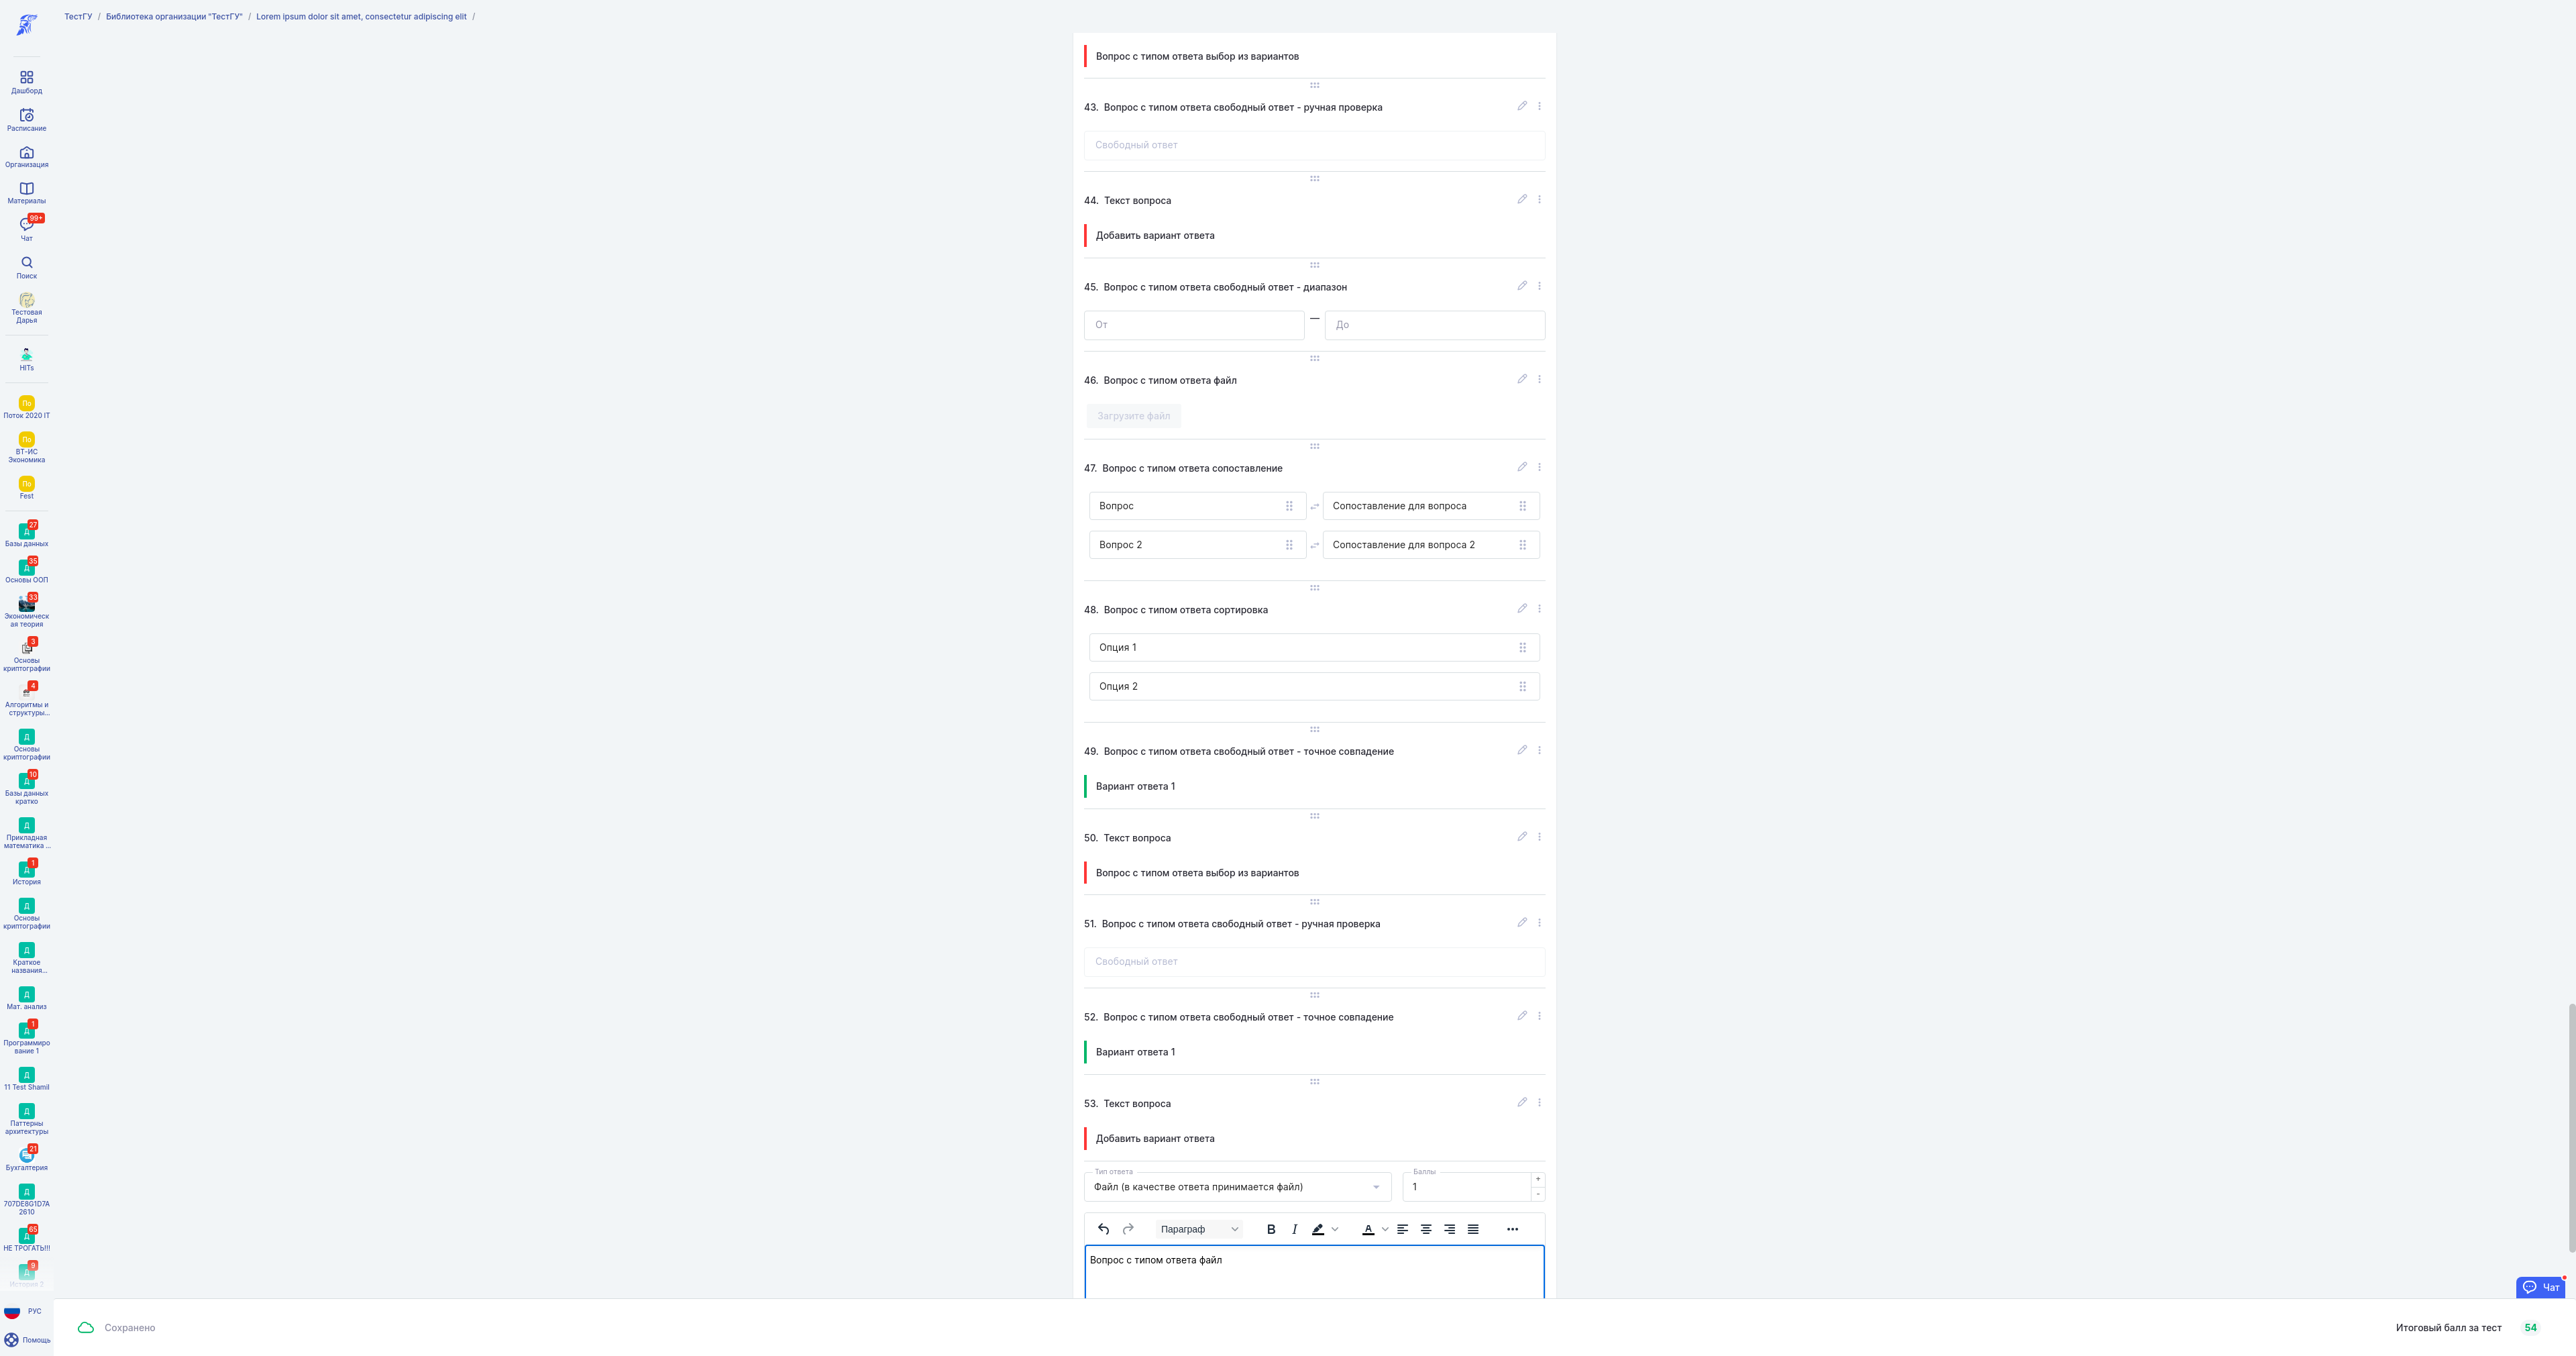 ТестГУ / Библиотека организации "ТестГУ" / Lorem ipsum dolor sit amet, consectetur adipiscing elit /
Дашборд
Расписание
Организация
Материалы
99+
Чат
Поиск
Тестовая
Дарья
HITs
По
Поток 2020 IT
По
ВТ-ИС
Экономика
По
Fest
27
Д
Базы данных
35
Д
Основы ООП
33
Экономическ
ая теория
3
Основы
криптографии
4
Алгоритмы и
структуры...
Д
Основы
криптографии
10
Д
Базы данных
кратко
Д
Прикладная
математика ...
1
Д
История
Д
Основы
криптографии
Д
Краткое
названия...
Д
Мат. анализ
1
Д
Программиро
вание 1
Д
11 Test Shamil
Д
Паттерны
архитектуры
21
Бухгалтерия
Д
707DE8G1D7A
2610
65
Д
НЕ ТРОГАТЬ!!!
9
Д
История 2
РУС
Помощь
Вопрос с типом ответа выбор из вариантов
43. Вопрос с типом ответа свободный ответ - ручная проверка
Свободный ответ
44. Текст вопроса
Добавить вариант ответа
45. Вопрос с типом ответа свободный ответ - диапазон
От — До
46. Вопрос с типом ответа файл
Загрузите файл
47. Вопрос с типом ответа сопоставление
Вопрос Сопоставление для вопроса
Вопрос 2 Сопоставление для вопроса 2
48. Вопрос с типом ответа сортировка
Опция 1
Опция 2
49. Вопрос с типом ответа свободный ответ - точное совпадение
Вариант ответа 1
50. Текст вопроса
Вопрос с типом ответа выбор из вариантов
51. Вопрос с типом ответа свободный ответ - ручная проверка
Свободный ответ
52. Вопрос с типом ответа свободный ответ - точное совпадение
Вариант ответа 1
53. Текст вопроса
Добавить вариант ответа
Тип ответа Баллы
Файл (в качестве ответа принимается файл) 1 + -
Параграф B I A
Вопрос с типом ответа файл
Чат
Сохранено
Итоговый балл за тест 54